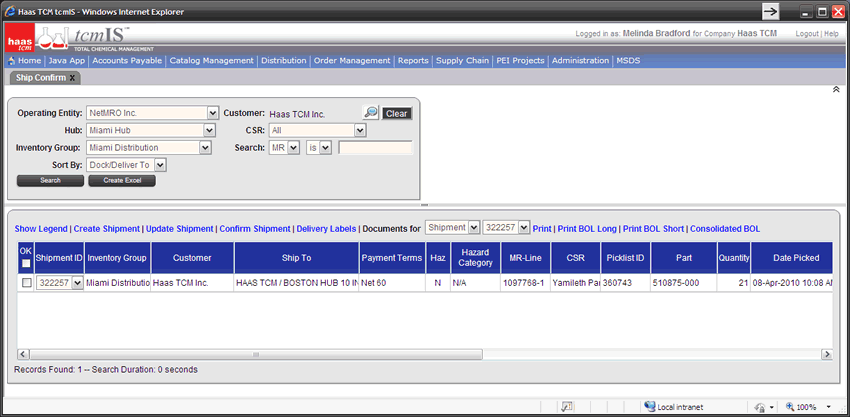 Haas TCM tcmIS - Windows Internet Explorer
haas tcm
tcmIS™
TOTAL CHEMICAL MANAGEMENT
Logged in as: Melinda Bradford for Company Haas TCM Logout | Help
Home | Java App | Accounts Payable | Catalog Management | Distribution | Order Management | Reports | Supply Chain | PEI Projects | Administration | MSDS
Ship Confirm x
Operating Entity: NetMRO Inc. Customer: Haas TCM Inc. Clear
Hub: Miami Hub CSR: All
Inventory Group: Miami Distribution Search: MR is
Sort By: Dock/Deliver To
Search Create Excel
Show Legend | Create Shipment | Update Shipment | Confirm Shipment | Delivery Labels | Documents for Shipment 322257 Print | Print BOL Long | Print BOL Short | Consolidated BOL
OK Shipment ID Inventory Group Customer Ship To Payment Terms Haz Hazard Category MR-Line CSR Picklist ID Part Quantity Date Picked
322257 Miami Distributio Haas TCM Inc. HAAS TCM / BOSTON HUB 10 IN Net 60 N N/A 1097768-1 Yamileth Pa 360743 510875-000 21 08-Apr-2010 10:08 AM
Records Found: 1 -- Search Duration: 0 seconds
Local intranet 100%